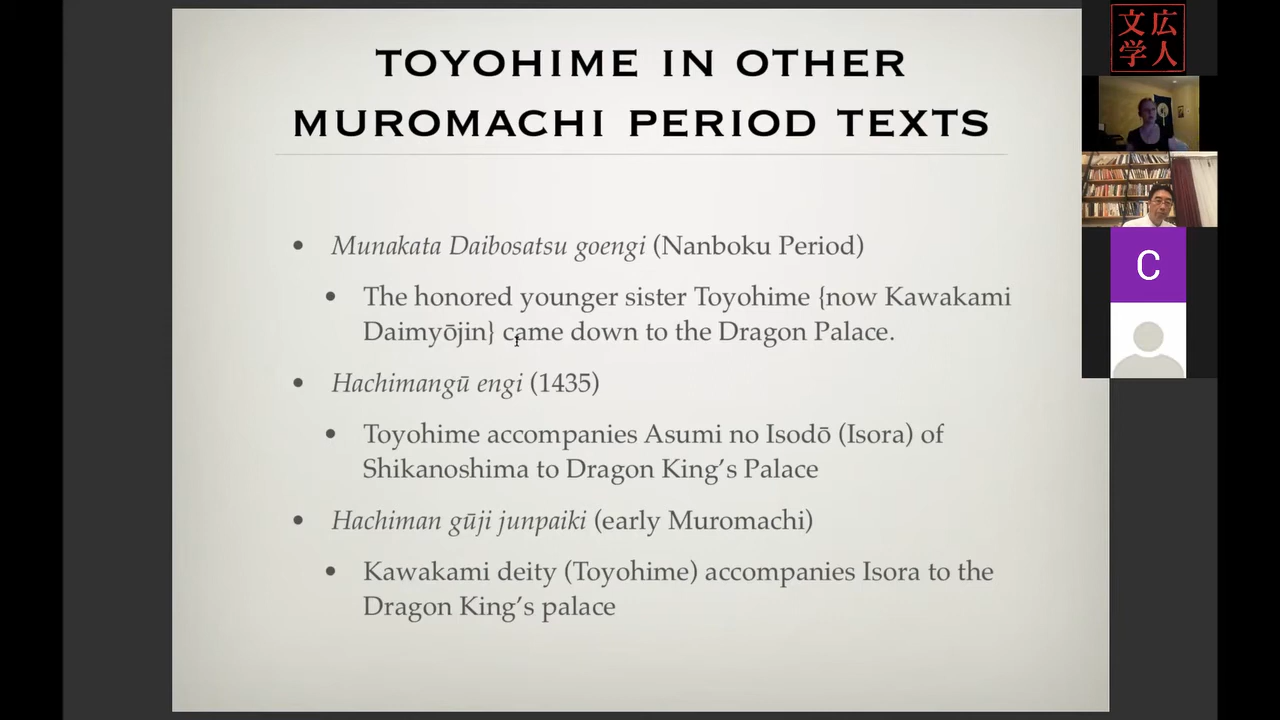 TOYOHIME IN OTHER
MUROMACHI PERIOD TEXTS
• Munakata Daibosatsu goengi (Nanboku Period)
• The honored younger sister Toyohime {now Kawakami
Daimyōjin} came down to the Dragon Palace.
• Hachimangū engi (1435)
• Toyohime accompanies Asumi no Isodō (Isora) of
Shikanoshima to Dragon King’s Palace
• Hachiman gūji junpaiki (early Muromachi)
• Kawakami deity (Toyohime) accompanies Isora to the
Dragon King’s palace
文広
学人
C